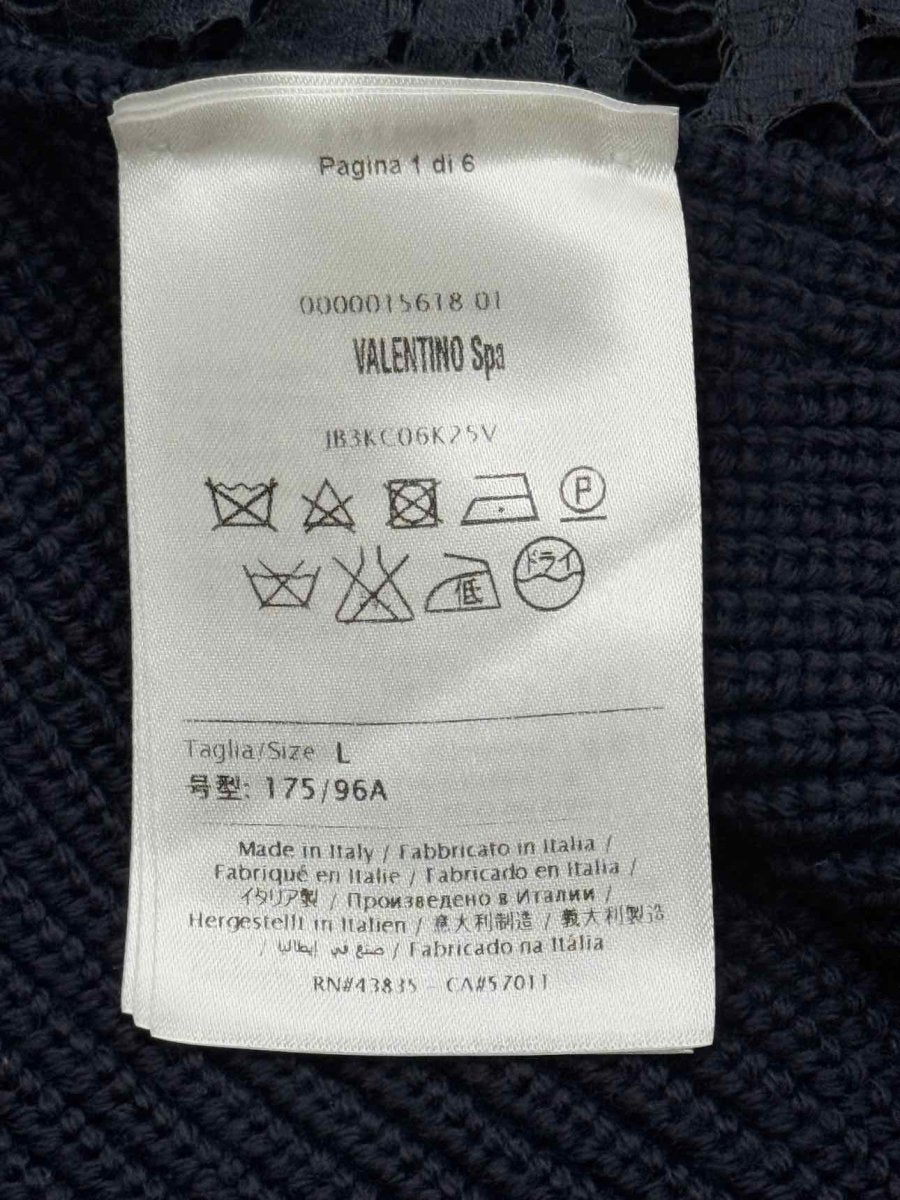 Pagina 1 di 6
0000015618 01
VALENTINO Spa
JB3KC06K25V
P
ドライ
低
Taglia/Size L
号型: 175/96A
Made in Italy / Fabbricato in Italia /
Fabriqué en Italie / Fabricado en Italia /
イタリア製 / Произведено в Италии /
Hergestellt in Italien / 意大利制造 / 義大利製造
/ صنع في إيطاليا / Fabricado na Itália
RN#43835 - CA#57011